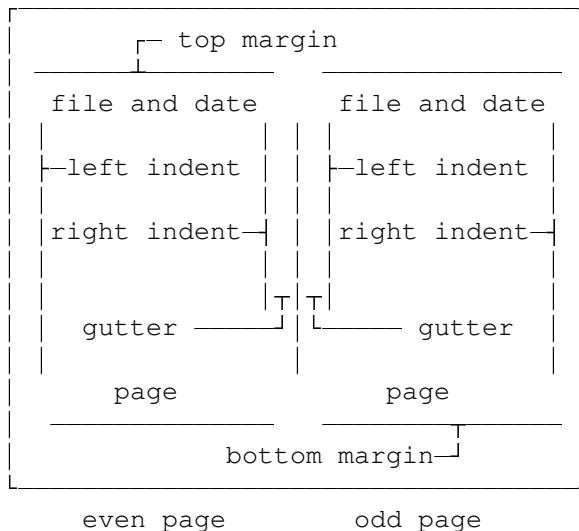 top margin
file and date file and date
left indent left indent
right indent right indent
gutter gutter
page page
bottom margin
even page odd page